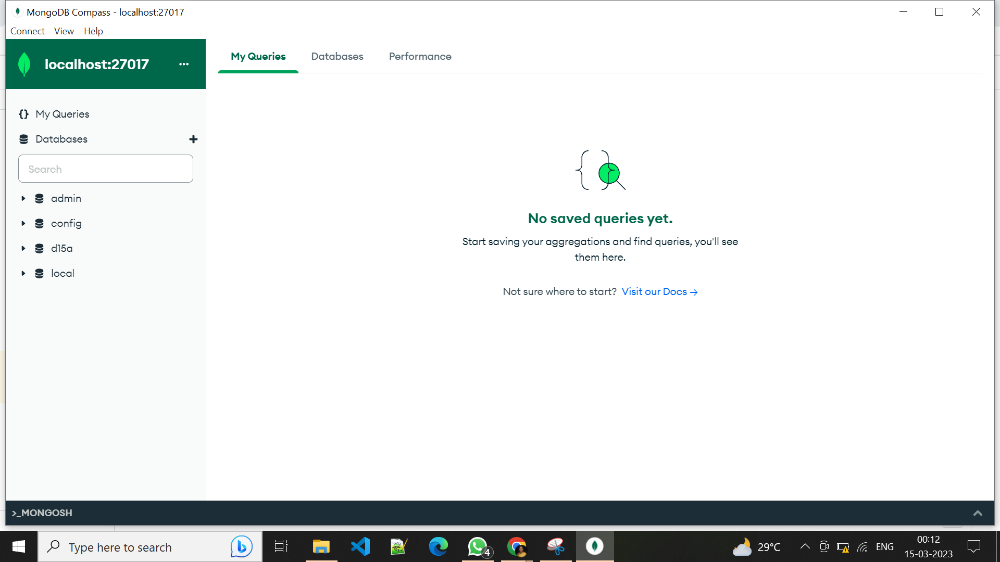 MongoDB Compass - localhost:27017
Connect View Help
localhost:27017
My Queries Databases Performance
{} My Queries
Databases
Search
admin
config
d15a
local
{ }
No saved queries yet.
Start saving your aggregations and find queries, you'll see
them here.
Not sure where to start? Visit our Docs →
>_MONGOSH
Type here to search
4
29°C
ENG
00:12
15-03-2023